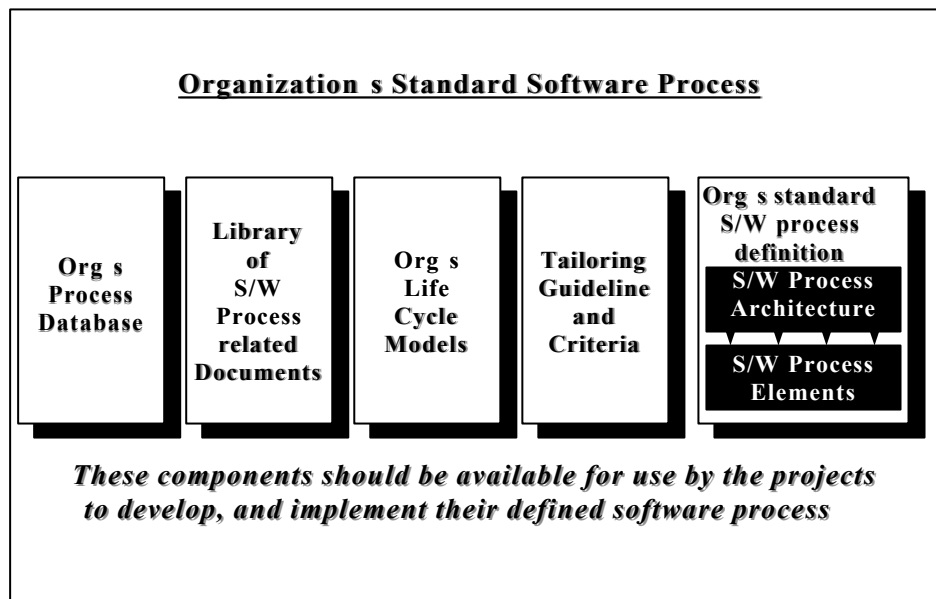 Organization s Standard Software Process
Org s
Process
Database
Library
of
S/W
Process
related
Documents
Org s
Life
Cycle
Models
Tailoring
Guideline
and
Criteria
Org s standard
S/W process
definition
S/W Process
Architecture
S/W Process
Elements
These components should be available for use by the projects
to develop, and implement their defined software process